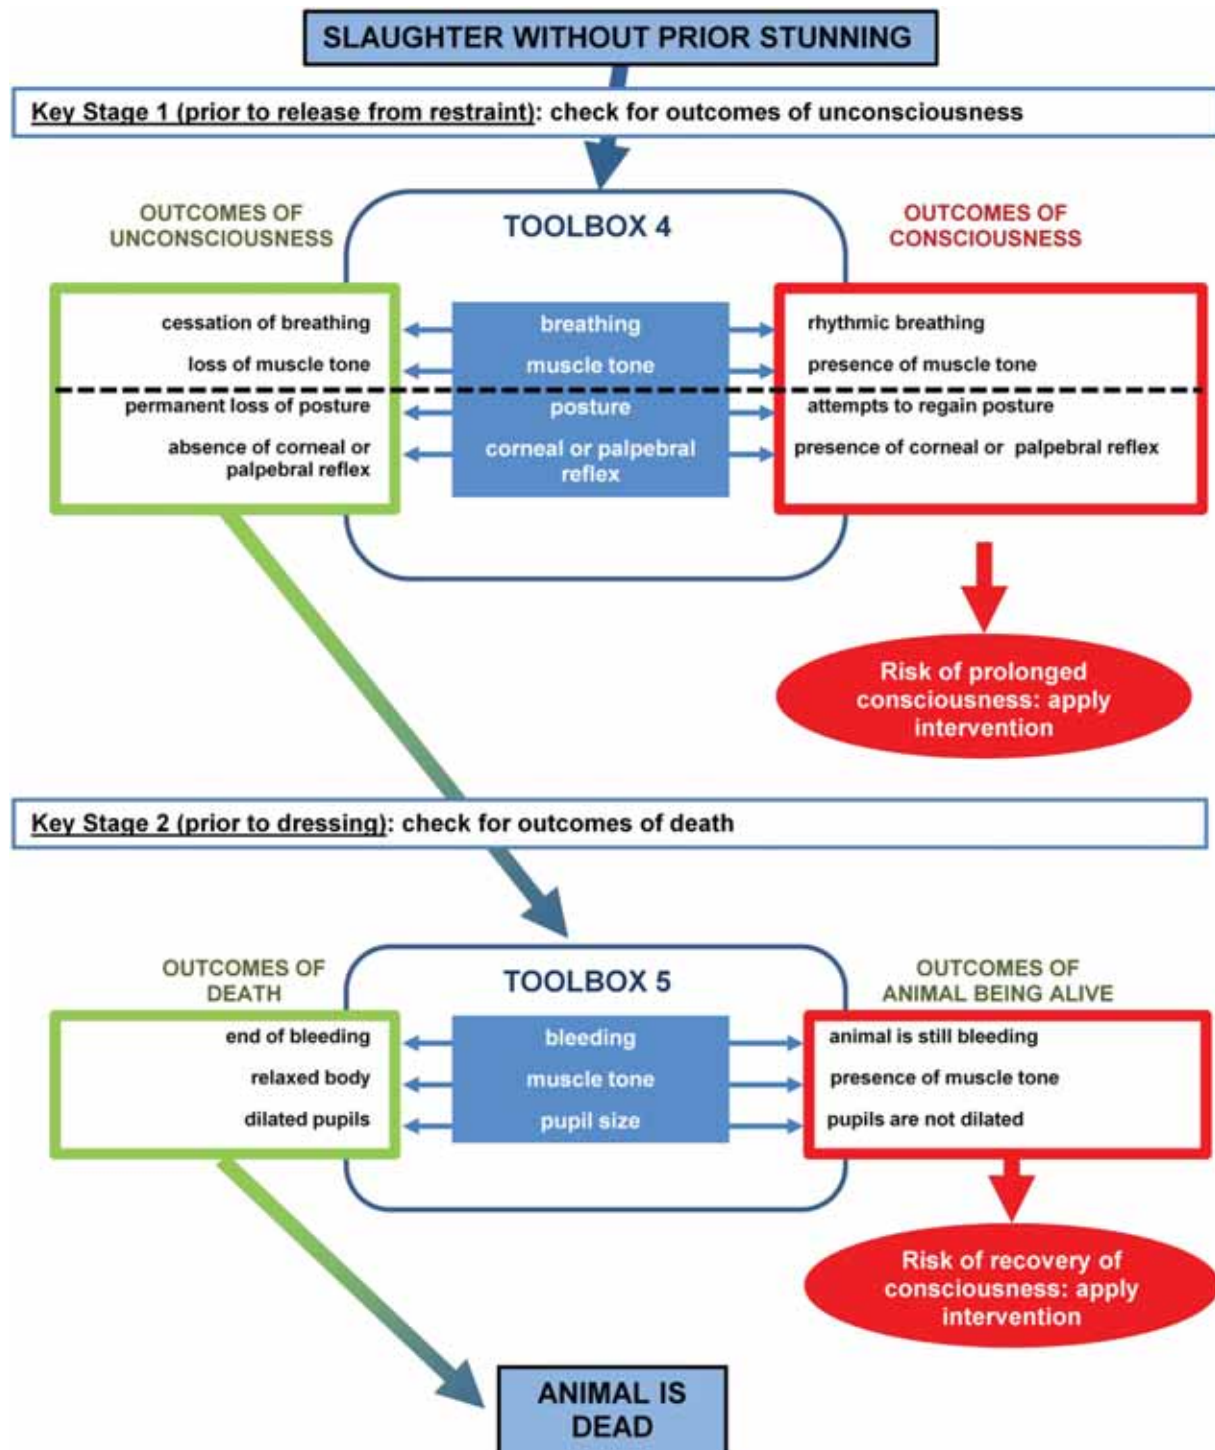 SLAUGHTER WITHOUT PRIOR STUNNING
Key Stage 1 (prior to release from restraint): check for outcomes of unconsciousness
OUTCOMES OF
UNCONSCIOUSNESS
TOOLBOX 4
OUTCOMES OF
CONSCIOUSNESS
cessation of breathing
breathing
rhythmic breathing
loss of muscle tone
muscle tone
presence of muscle tone
permanent loss of posture
posture
attempts to regain posture
absence of corneal or
palpebral reflex
corneal or palpebral
reflex
presence of corneal or palpebral reflex
Risk of prolonged
consciousness: apply
intervention
Key Stage 2 (prior to dressing): check for outcomes of death
OUTCOMES OF
DEATH
TOOLBOX 5
OUTCOMES OF
ANIMAL BEING ALIVE
end of bleeding
bleeding
animal is still bleeding
relaxed body
muscle tone
presence of muscle tone
dilated pupils
pupil size
pupils are not dilated
Risk of recovery of
consciousness: apply
intervention
ANIMAL IS
DEAD